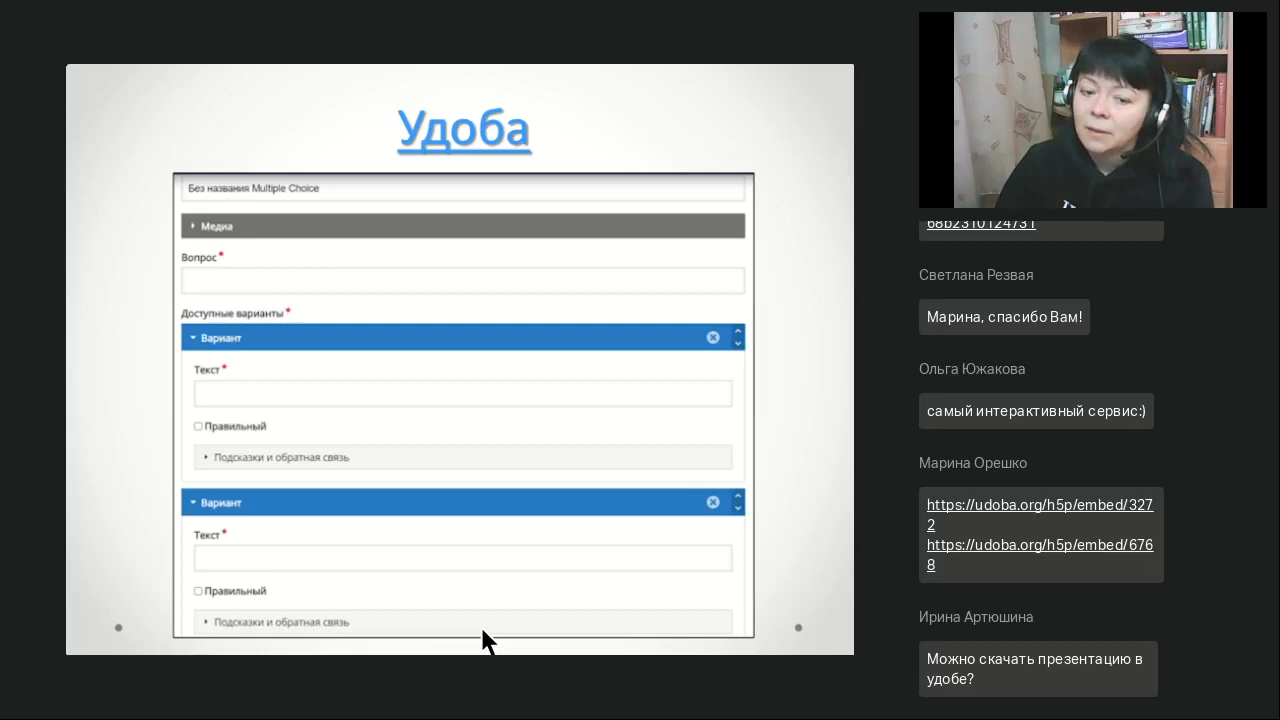 Удоба
Без названия Multiple Choice
Медиа
Вопрос*
Доступные варианты*
Вариант
Текст*
Правильный
Подсказки и обратная связь
Вариант
Текст*
Правильный
Подсказки и обратная связь
68b2310124731
Светлана Резвая
Марина, спасибо Вам!
Ольга Южакова
самый интерактивный сервис:)
Марина Орешко
https://udoba.org/h5p/embed/327
2
https://udoba.org/h5p/embed/676
8
Ирина Артюшина
Можно скачать презентацию в
удобе?